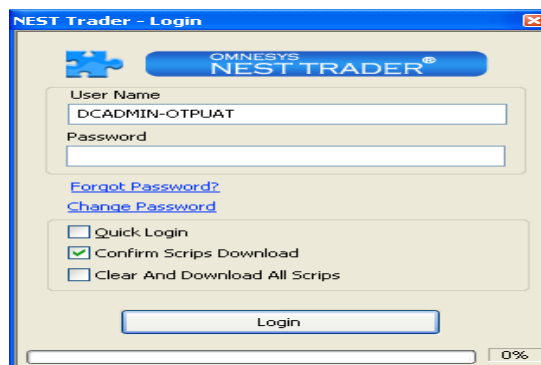 NEST Trader - Login
OMNESYS
NEST TRADER®
User Name
DCADMIN-OTPUAT
Password
Forgot Password?
Change Password
Quick Login
Confirm Scrips Download
Clear And Download All Scrips
Login
0%